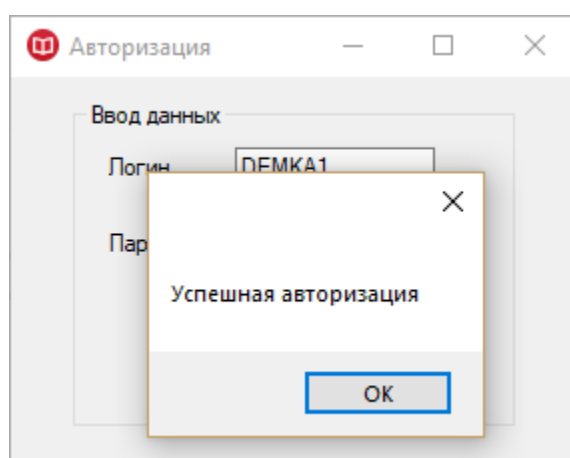 Авторизация
Ввод данных
Логин
DEMKA1
Пар
Успешная авторизация
OK